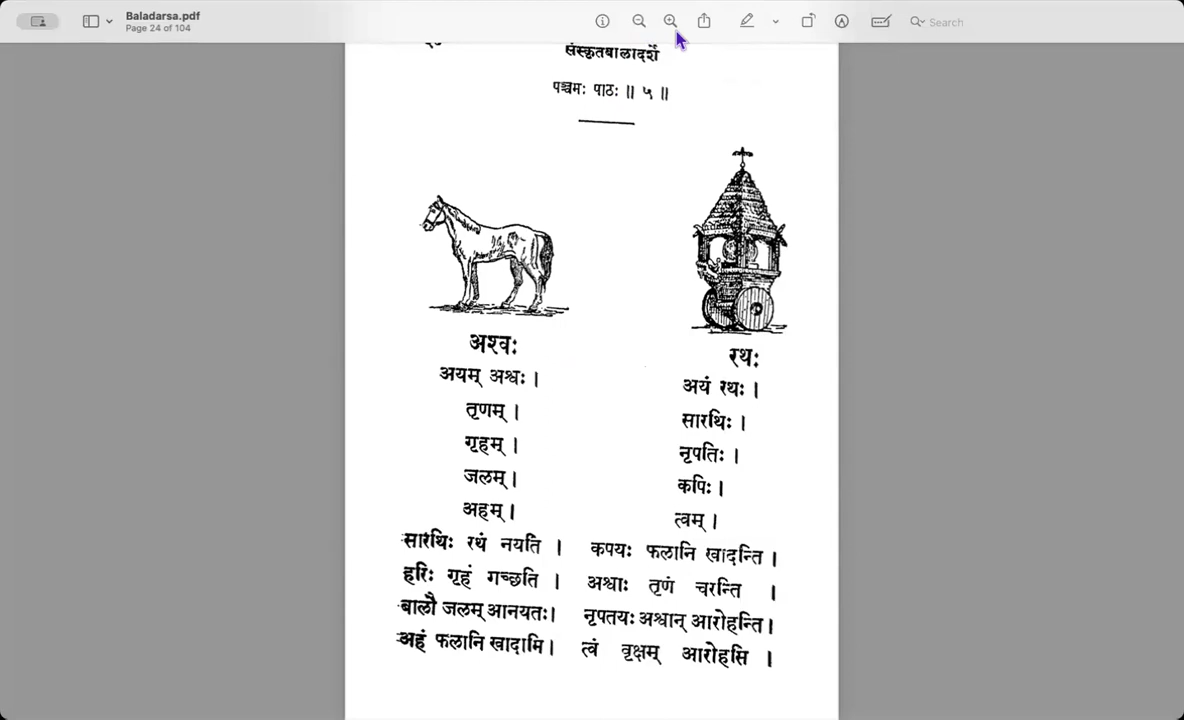 Baladarsa.pdf
Page 24 of 104
Search
संस्कृतबालादर्शे
पञ्चमः पाठः ॥ ५ ॥
अश्वः
अयम् अश्वः ।
तृणम् ।
गृहम् ।
जलम् ।
अहम् ।
रथः
अयं रथः ।
सारथिः ।
नृपतिः ।
कपिः ।
त्वम् ।
सारथिः रथं नयति । कपयः फलानि खादन्ति ।
हरिः गृहं गच्छति । अश्वाः तृणं चरन्ति ।
बालौ जलम् आनयतः । नृपतयः अश्वान् आरोहन्ति ।
अहं फलानि खादामि । त्वं वृक्षम् आरोहसि ।